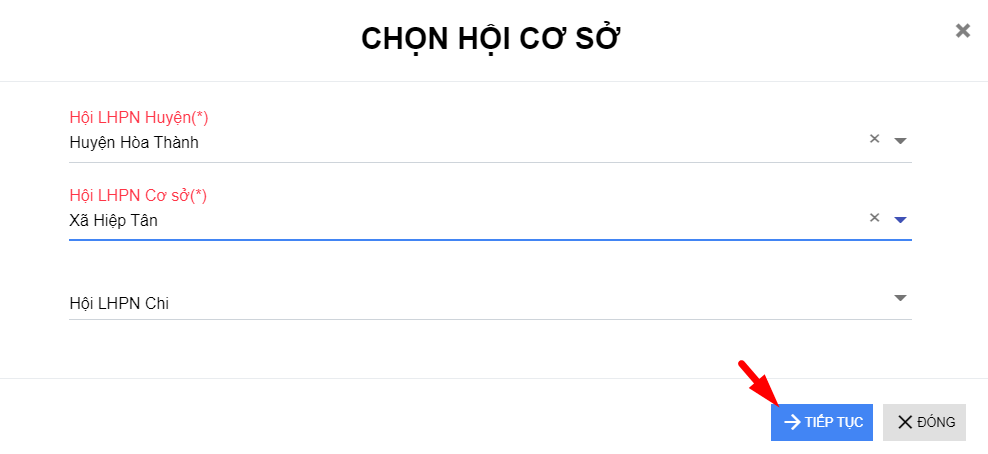 CHỌN HỘI CƠ SỞ
Hội LHPN Huyện(*)
Huyện Hòa Thành
Hội LHPN Cơ sở(*)
Xã Hiệp Tân
Hội LHPN Chi
TIẾP TỤC
ĐÓNG